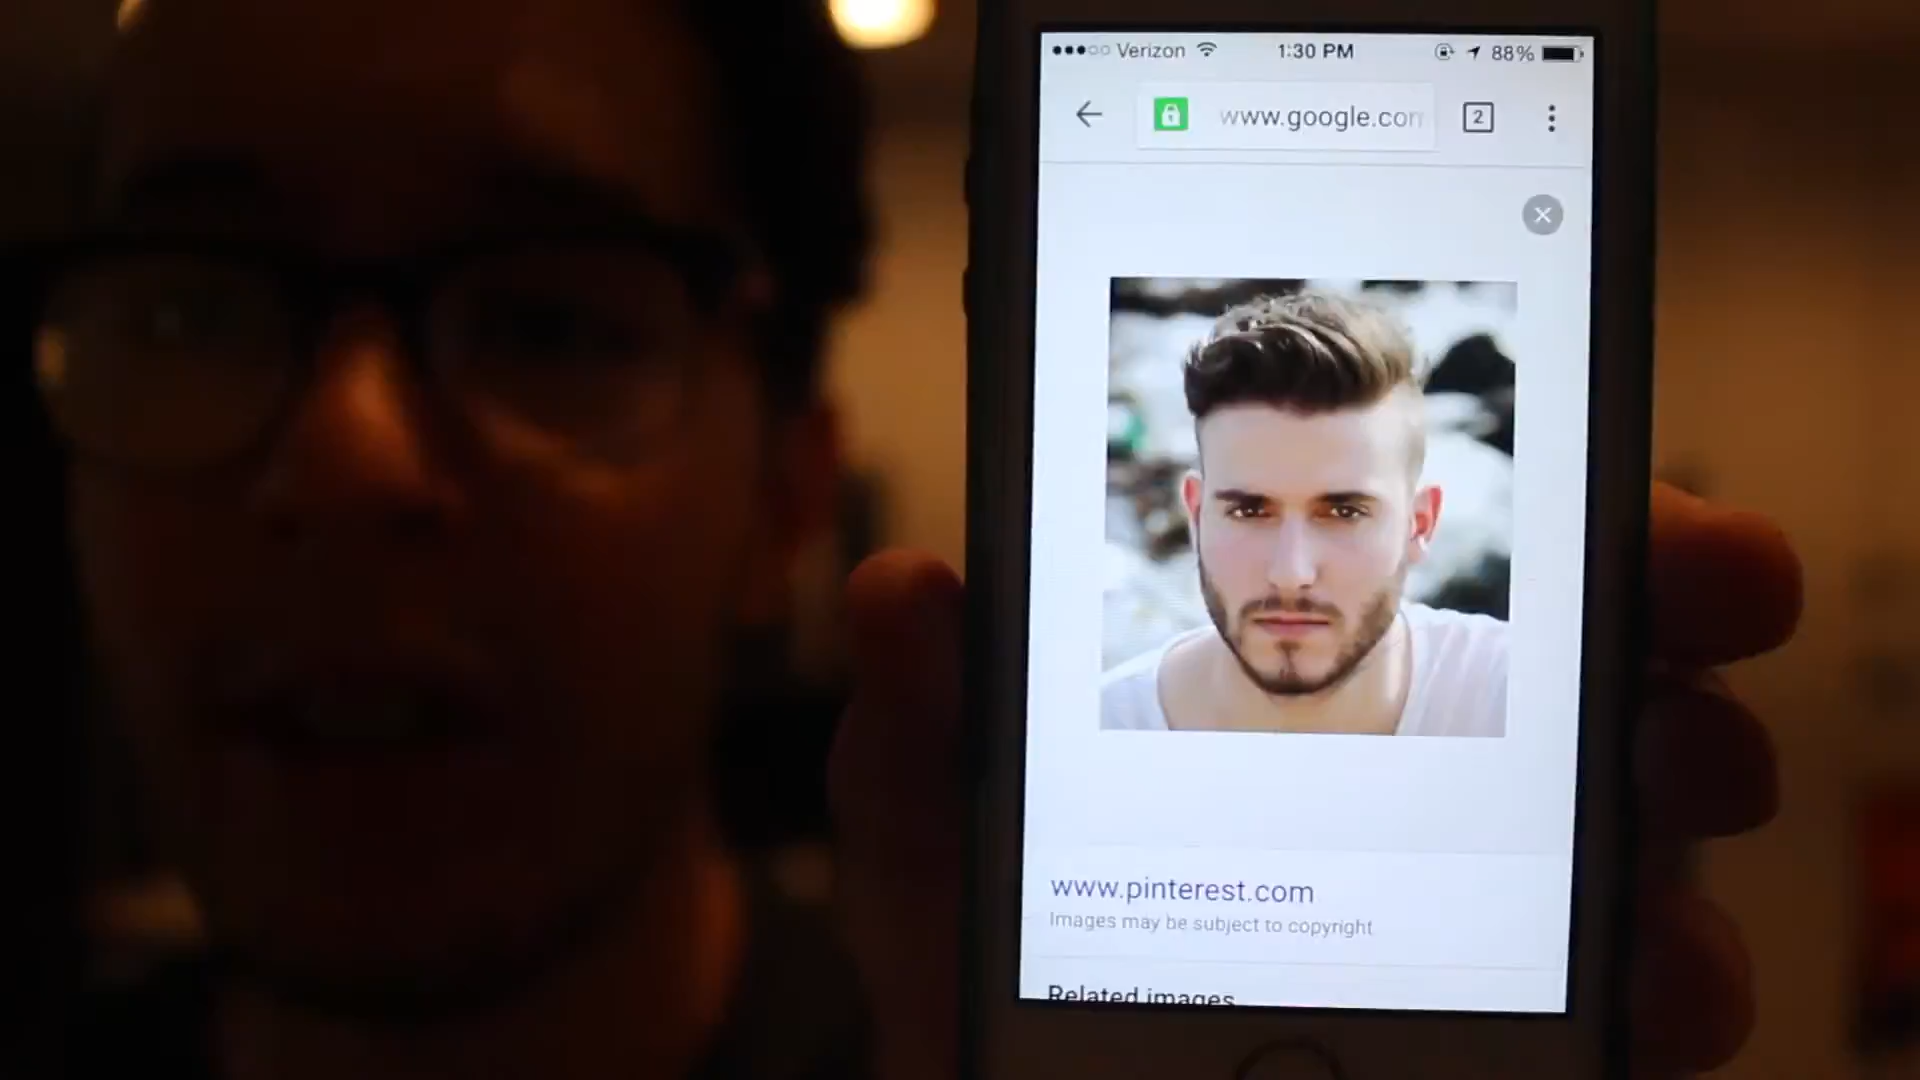 Verizon 1:30 PM 88%
www.google.com 2
www.pinterest.com
Images may be subject to copyright
Related images